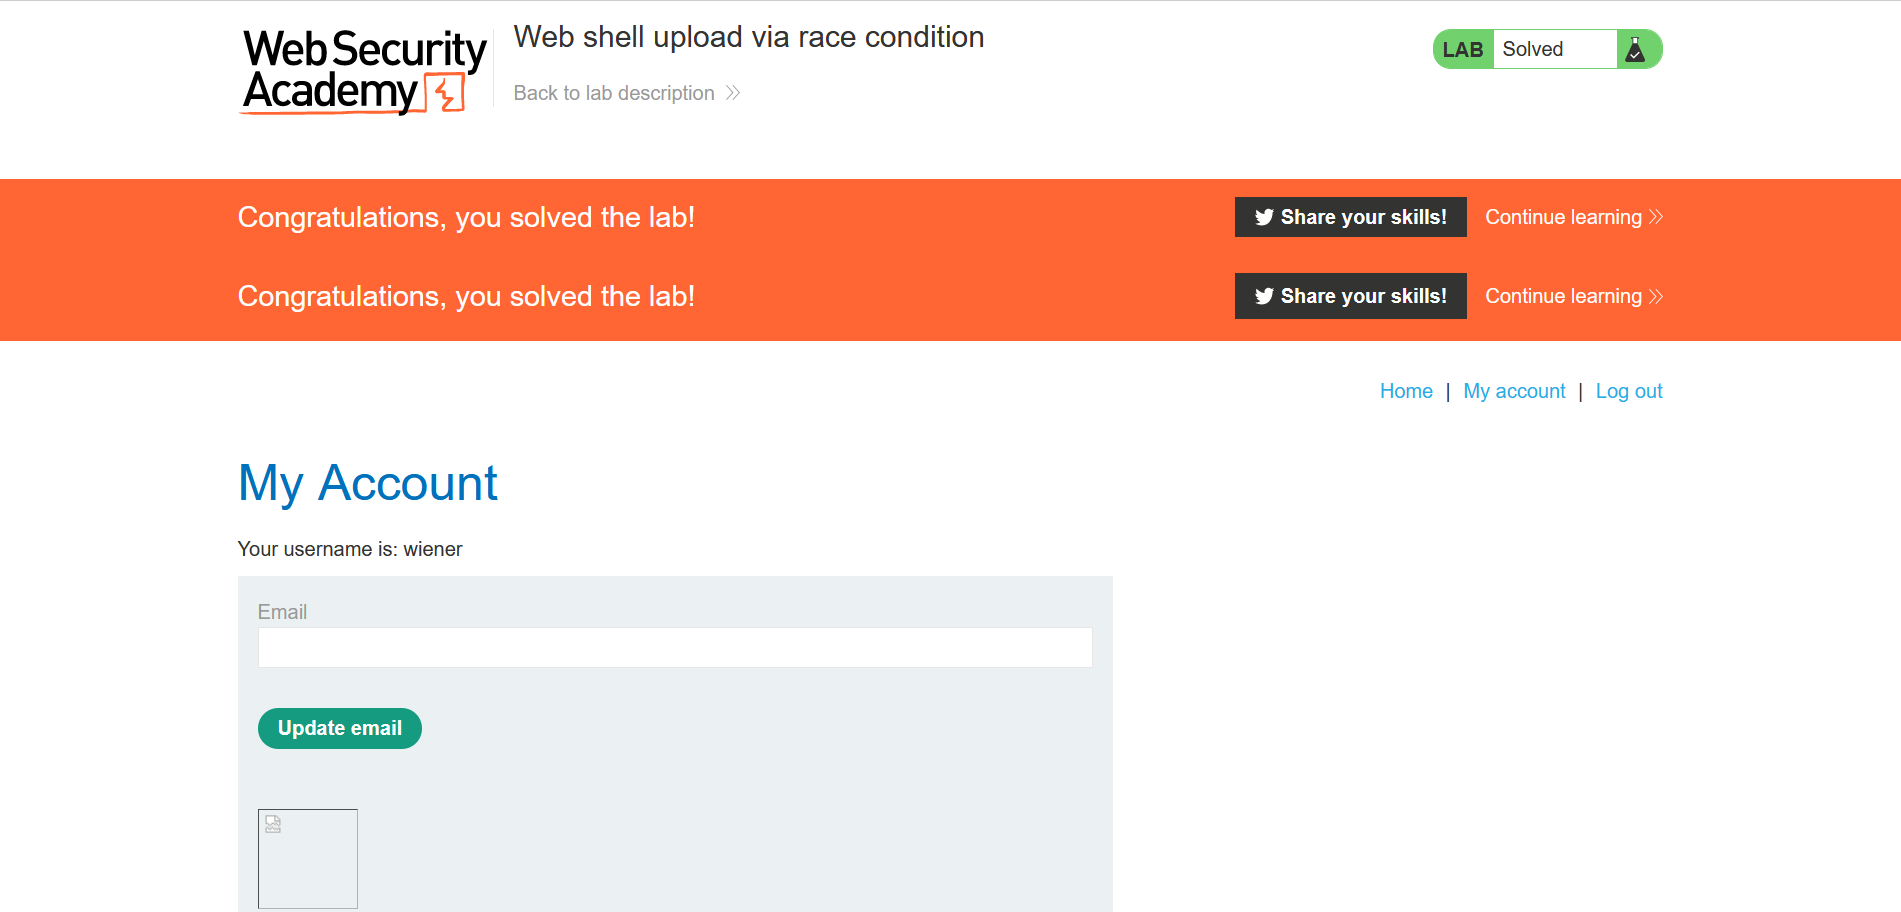 Web Security
Academy
Web shell upload via race condition
Back to lab description
LAB Solved
Congratulations, you solved the lab!
Share your skills!
Continue learning
Congratulations, you solved the lab!
Share your skills!
Continue learning
Home | My account | Log out
My Account
Your username is: wiener
Email
Update email